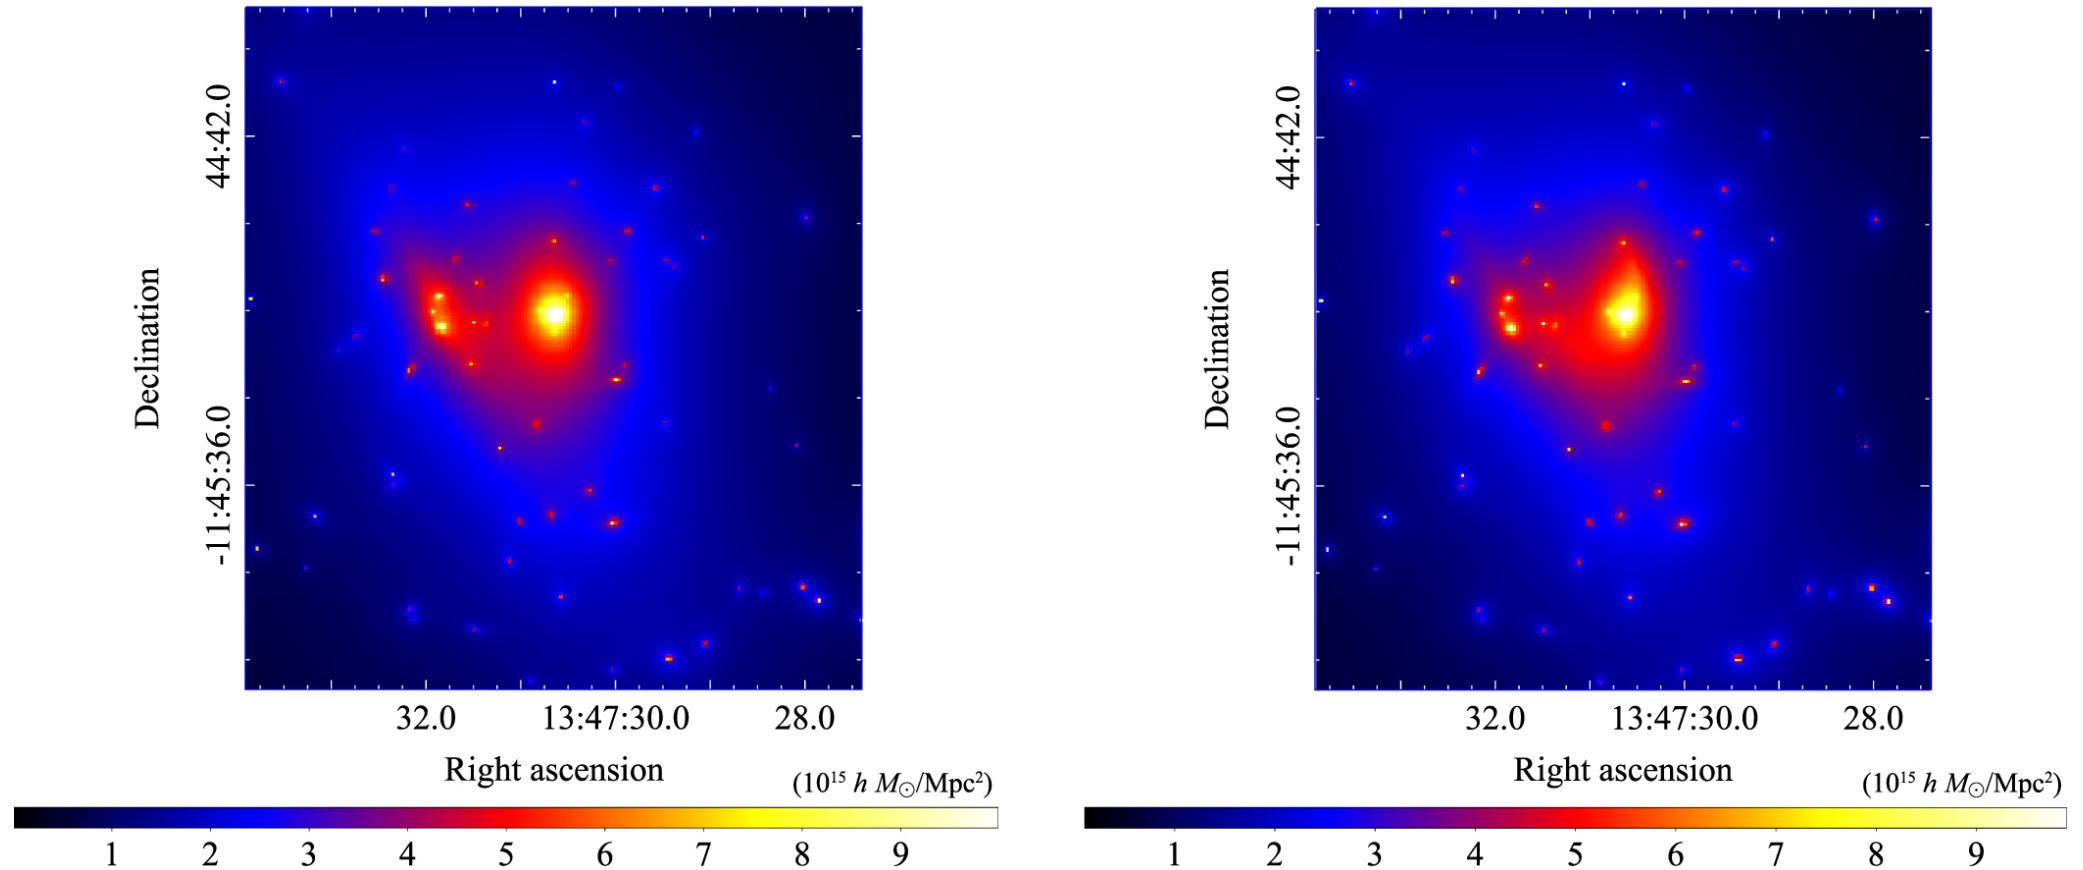 44:42.0
-11:45:36.0
Declination
32.0 13:47:30.0 28.0
Right ascension
(10¹⁵ h M☉/Mpc²)
1 2 3 4 5 6 7 8 9
44:42.0
-11:45:36.0
Declination
32.0 13:47:30.0 28.0
Right ascension
(10¹⁵ h M☉/Mpc²)
1 2 3 4 5 6 7 8 9